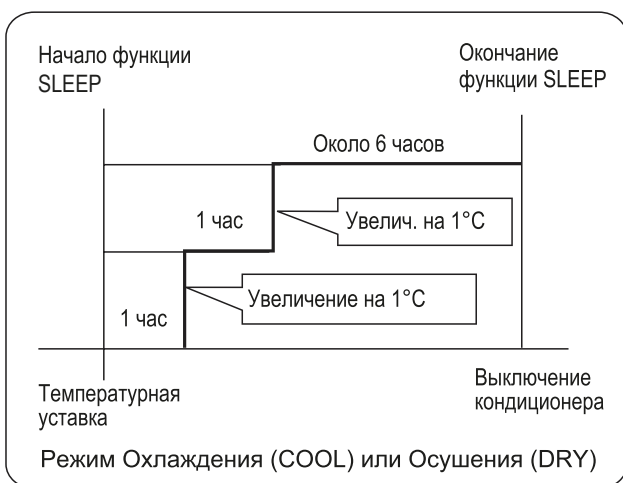 Начало функции
SLEEP
Окончание
функции SLEEP
Около 6 часов
1 час
Увелич. на 1°C
Увеличение на 1°C
1 час
Температурная
уставка
Выключение
кондиционера
Режим Охлаждения (COOL) или Осушения (DRY)